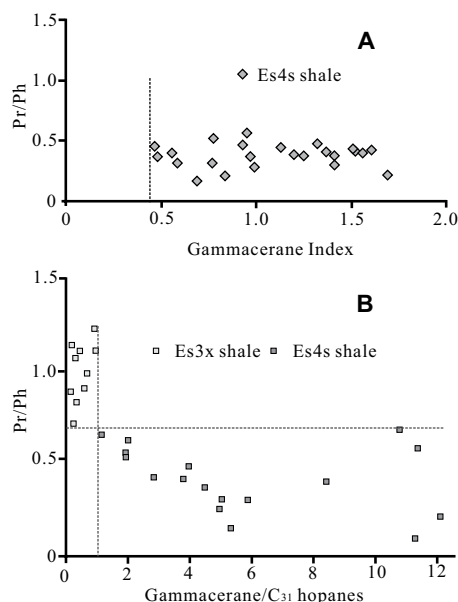 1.5
A
Es4s shale
1.0
Pr/Ph
0.5
0
0 0.5 1.0 1.5 2.0
Gammacerane Index
1.5
B
Es3x shale Es4s shale
1.0
Pr/Ph
0.5
0
0 2 4 6 8 10 12
Gammacerane/C₃₁ hopanes